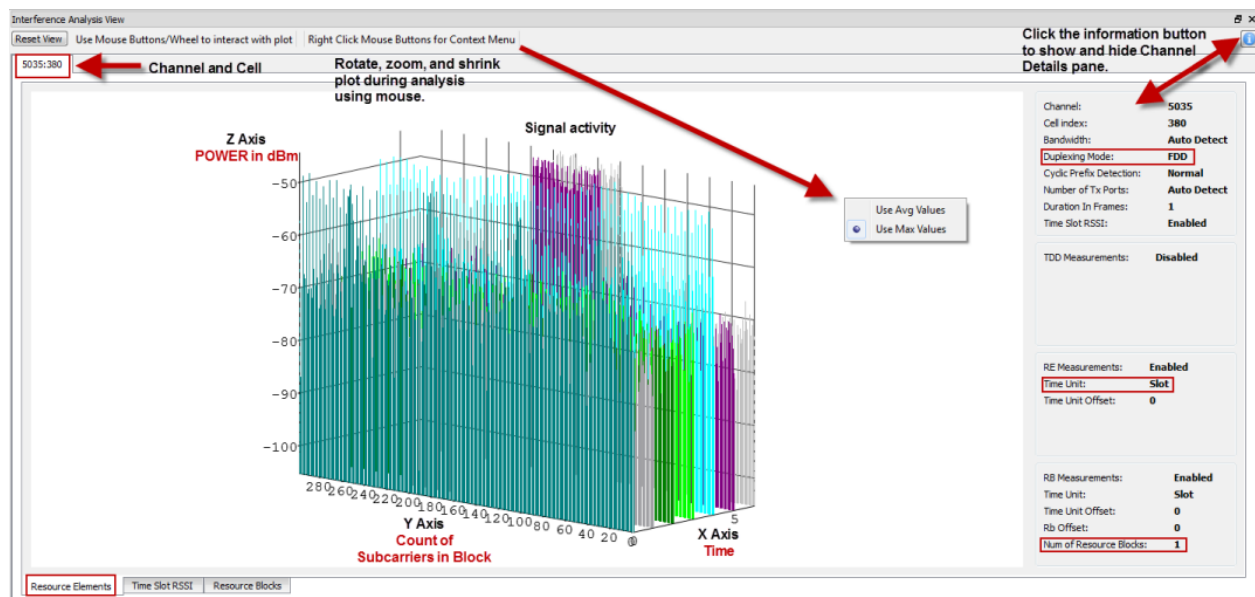 Interference Analysis View
Reset View Use Mouse Buttons/Wheel to interact with plot Right Click Mouse Buttons for Context Menu
Click the information button
to show and hide Channel
Details pane.
5035:380
Channel and Cell
Rotate, zoom, and shrink
plot during analysis
using mouse.
Z Axis
POWER in dBm
Signal activity
-50
-60
-70
-80
-90
-100
280 260 240 220 200 180 160 140 120 100 80 60 40 20 0
5
Y Axis
Count of
Subcarriers in Block
X Axis
Time
Use Avg Values
Use Max Values
Channel: 5035
Cell index: 380
Bandwidth: Auto Detect
Duplexing Mode: FDD
Cyclic Prefix Detection: Normal
Number of Tx Ports: Auto Detect
Duration In Frames: 1
Time Slot RSSI: Enabled
TDD Measurements: Disabled
RE Measurements: Enabled
Time Unit: Slot
Time Unit Offset: 0
RB Measurements: Enabled
Time Unit: Slot
Time Unit Offset: 0
Rb Offset: 0
Num of Resource Blocks: 1
Resource Elements Time Slot RSSI Resource Blocks